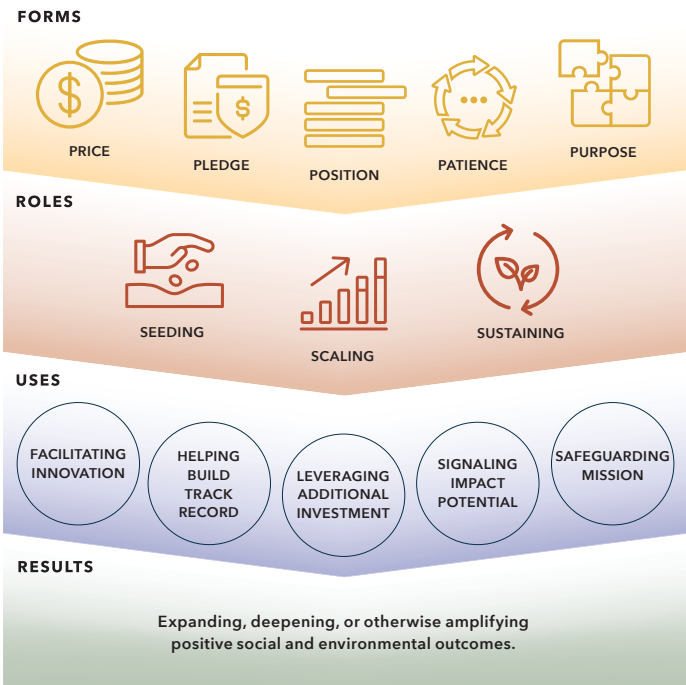 FORMS
$
$
PRICE
PLEDGE
POSITION
PATIENCE
PURPOSE
ROLES
SEEDING
SCALING
SUSTAINING
USES
FACILITATING
INNOVATION
HELPING
BUILD
TRACK
RECORD
LEVERAGING
ADDITIONAL
INVESTMENT
SIGNALING
IMPACT
POTENTIAL
SAFEGUARDING
MISSION
RESULTS
Expanding, deepening, or otherwise amplifying
positive social and environmental outcomes.